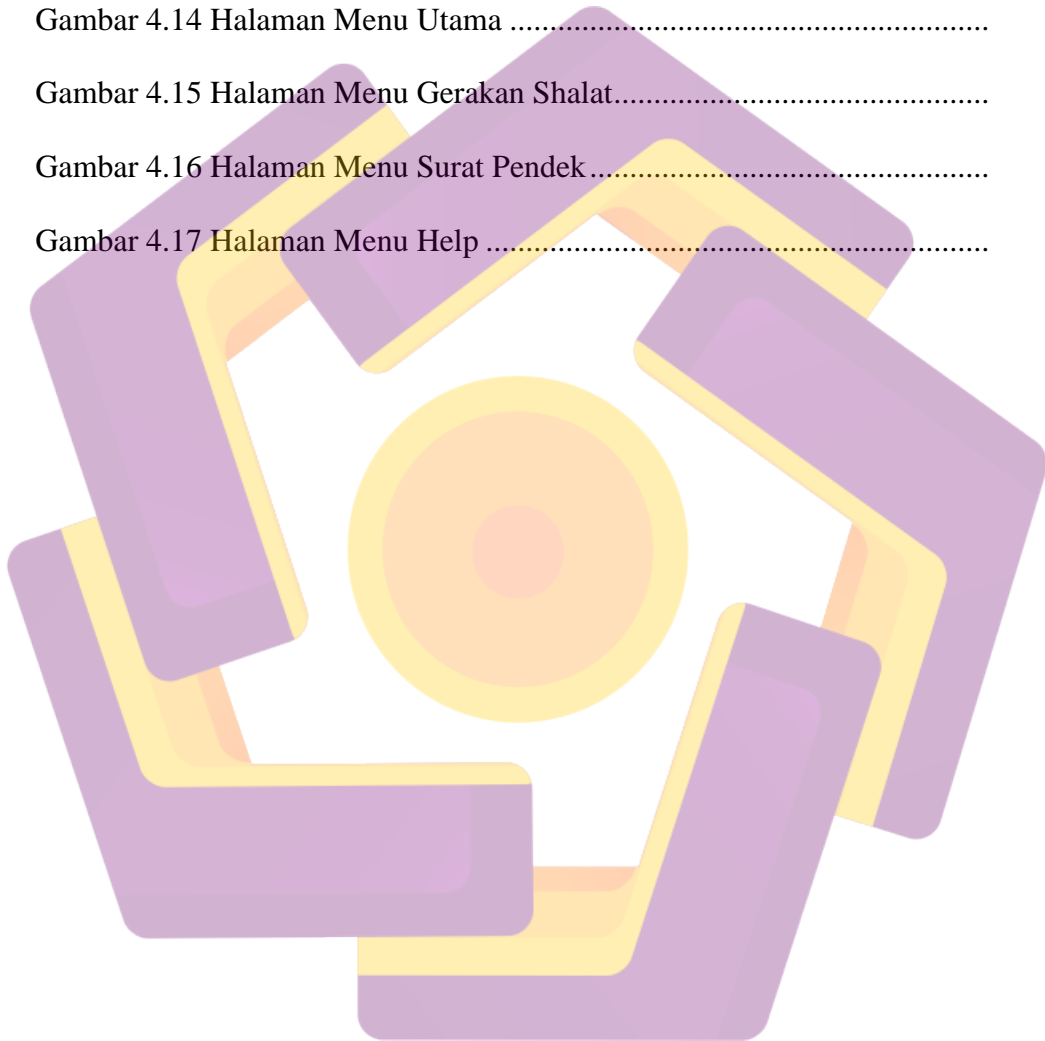 Gambar 4.14 Halaman Menu Utama ............................................................
Gambar 4.15 Halaman Menu Gerakan Shalat...............................................
Gambar 4.16 Halaman Menu Surat Pendek..................................................
Gambar 4.17 Halaman Menu Help ...............................................................